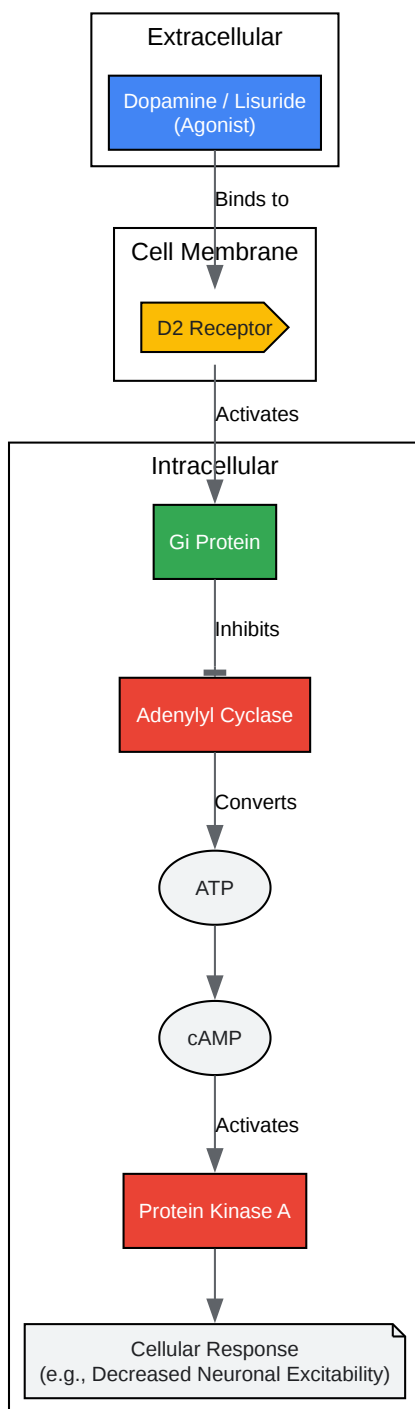 Extracellular
Dopamine / Lisuride
(Agonist)
Binds to
Cell Membrane
D2 Receptor
Activates
Intracellular
Gi Protein
Inhibits
Adenylyl Cyclase
Converts
ATP
cAMP
Activates
Protein Kinase A
Cellular Response
(e.g., Decreased Neuronal Excitability)